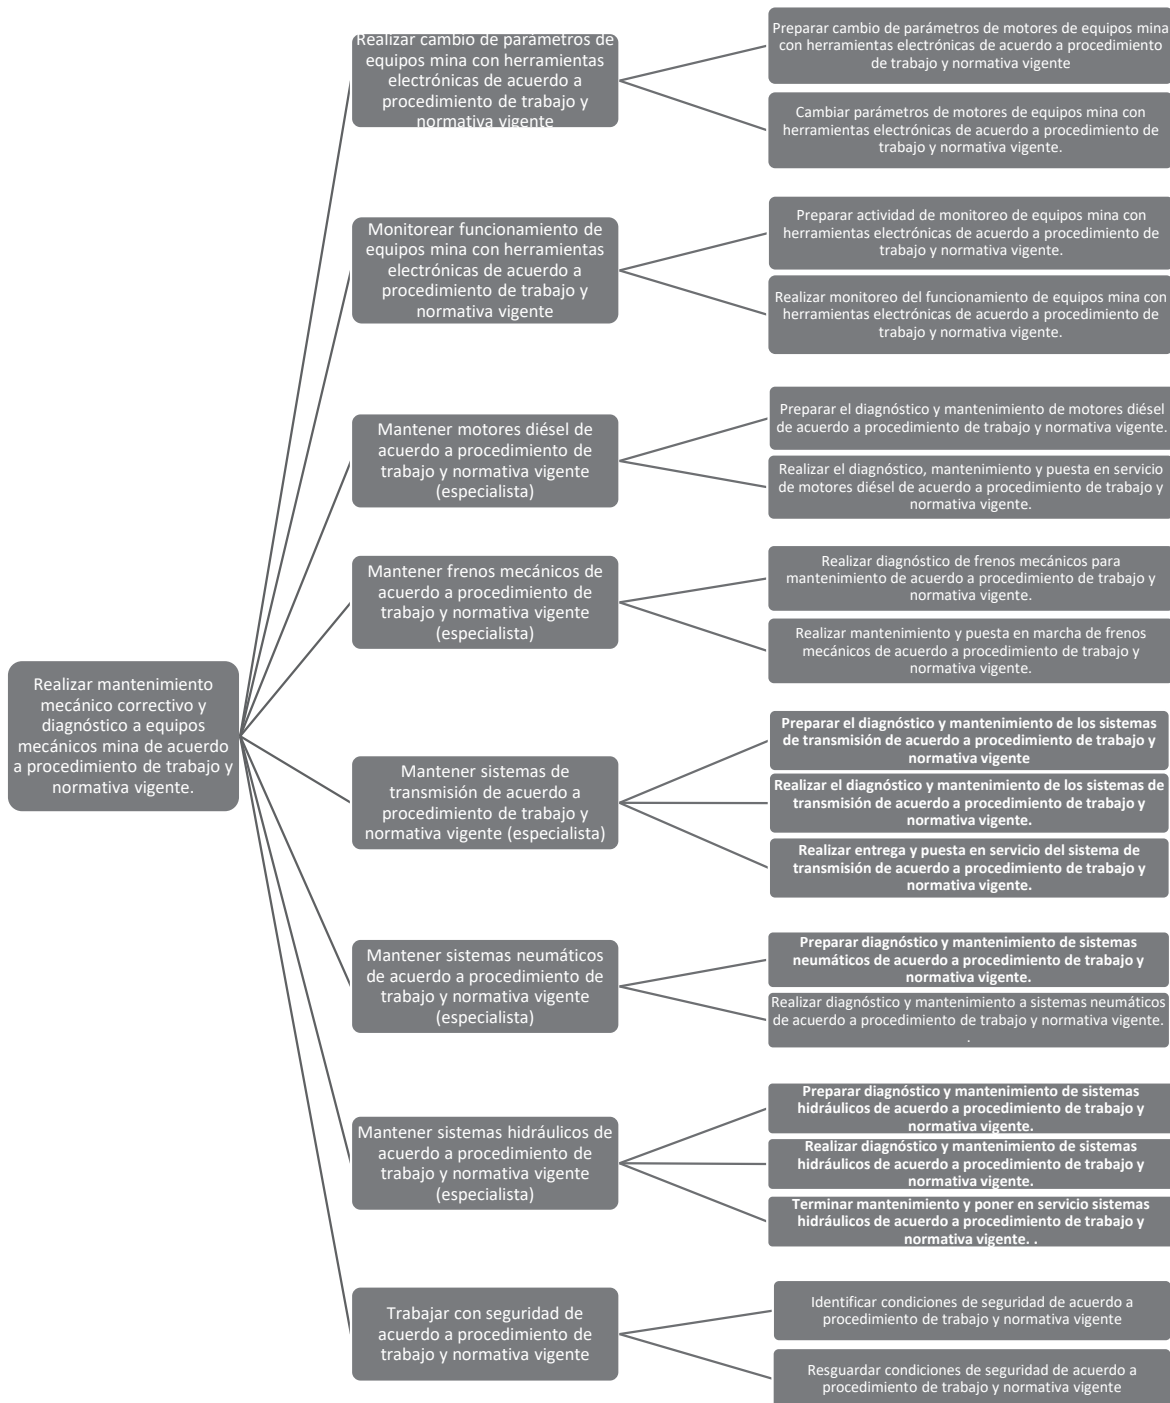 Realizar mantenimiento
mecánico correctivo y
diagnóstico a equipos
mecánicos mina de acuerdo
a procedimiento de trabajo y
normativa vigente.
Realizar cambio de parámetros de
equipos mina con herramientas
electrónicas de acuerdo a
procedimiento de trabajo y
normativa vigente
Preparar cambio de parámetros de motores de equipos mina
con herramientas electrónicas de acuerdo a procedimiento
de trabajo y normativa vigente
Cambiar parámetros de motores de equipos mina con
herramientas electrónicas de acuerdo a procedimiento de
trabajo y normativa vigente.
Monitorear funcionamiento de
equipos mina con herramientas
electrónicas de acuerdo a
procedimiento de trabajo y
normativa vigente
Preparar actividad de monitoreo de equipos mina con
herramientas electrónicas de acuerdo a procedimiento de
trabajo y normativa vigente.
Realizar monitoreo del funcionamiento de equipos mina con
herramientas electrónicas de acuerdo a procedimiento de
trabajo y normativa vigente.
Mantener motores diésel de
acuerdo a procedimiento de
trabajo y normativa vigente
(especialista)
Preparar el diagnóstico y mantenimiento de motores diésel
de acuerdo a procedimiento de trabajo y normativa vigente.
Realizar el diagnóstico, mantenimiento y puesta en servicio
de motores diésel de acuerdo a procedimiento de trabajo y
normativa vigente.
Mantener frenos mecánicos de
acuerdo a procedimiento de
trabajo y normativa vigente
(especialista)
Realizar diagnóstico de frenos mecánicos para
mantenimiento de acuerdo a procedimiento de trabajo y
normativa vigente.
Realizar mantenimiento y puesta en marcha de frenos
mecánicos de acuerdo a procedimiento de trabajo y
normativa vigente.
Mantener sistemas de
transmisión de acuerdo a
procedimiento de trabajo y
normativa vigente (especialista)
Preparar el diagnóstico y mantenimiento de los sistemas
de transmisión de acuerdo a procedimiento de trabajo y
normativa vigente
Realizar el diagnóstico y mantenimiento de los sistemas de
transmisión de acuerdo a procedimiento de trabajo y
normativa vigente.
Realizar entrega y puesta en servicio del sistema de
transmisión de acuerdo a procedimiento de trabajo y
normativa vigente.
Mantener sistemas neumáticos
de acuerdo a procedimiento de
trabajo y normativa vigente
(especialista)
Preparar diagnóstico y mantenimiento de sistemas
neumáticos de acuerdo a procedimiento de trabajo y
normativa vigente.
Realizar diagnóstico y mantenimiento a sistemas neumáticos
de acuerdo a procedimiento de trabajo y normativa vigente.
.
Mantener sistemas hidráulicos de
acuerdo a procedimiento de
trabajo y normativa vigente
(especialista)
Preparar diagnóstico y mantenimiento de sistemas
hidráulicos de acuerdo a procedimiento de trabajo y
normativa vigente.
Realizar diagnóstico y mantenimiento de sistemas
hidráulicos de acuerdo a procedimiento de trabajo y
normativa vigente.
Terminar mantenimiento y poner en servicio sistemas
hidráulicos de acuerdo a procedimiento de trabajo y
normativa vigente. .
Trabajar con seguridad de
acuerdo a procedimiento de
trabajo y normativa vigente
Identificar condiciones de seguridad de acuerdo a
procedimiento de trabajo y normativa vigente
Resguardar condiciones de seguridad de acuerdo a
procedimiento de trabajo y normativa vigente